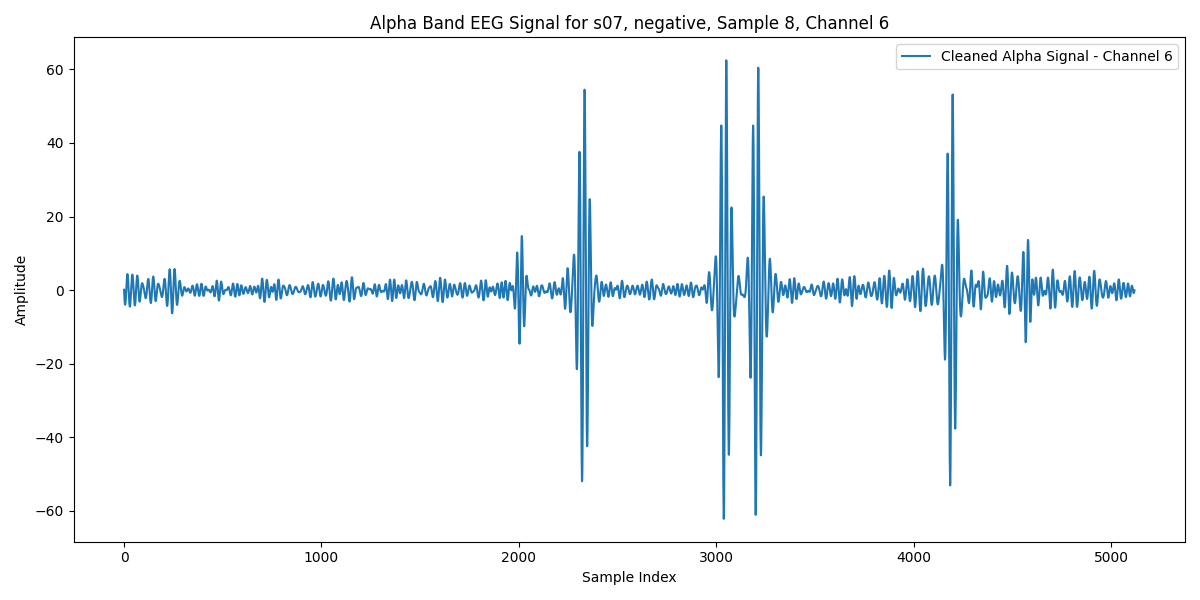 Alpha Band EEG Signal for s07, negative, Sample 8, Channel 6
Cleaned Alpha Signal - Channel 6
60
40
20
0
−20
−40
−60
Amplitude
0 1000 2000 3000 4000 5000
Sample Index